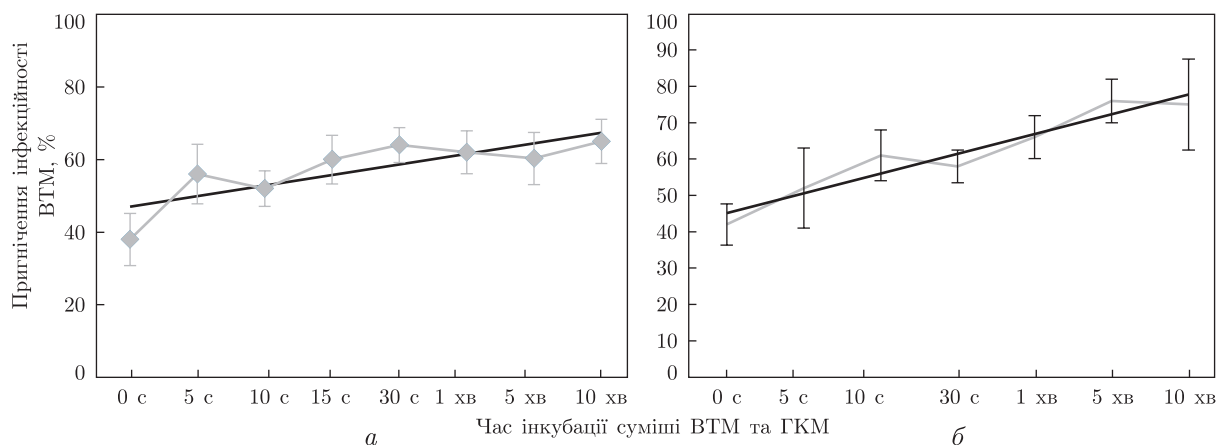 Пригнічення інфекційності
ВТМ, %
100
80
60
40
20
0
0 с 5 с 10 с 15 с 30 с 1 хв 5 хв 10 хв
100
90
80
70
60
50
40
30
20
10
0
0 с 5 с 10 с 30 с 1 хв 5 хв 10 хв
Час інкубації суміші ВТМ та ГКМ
а
б